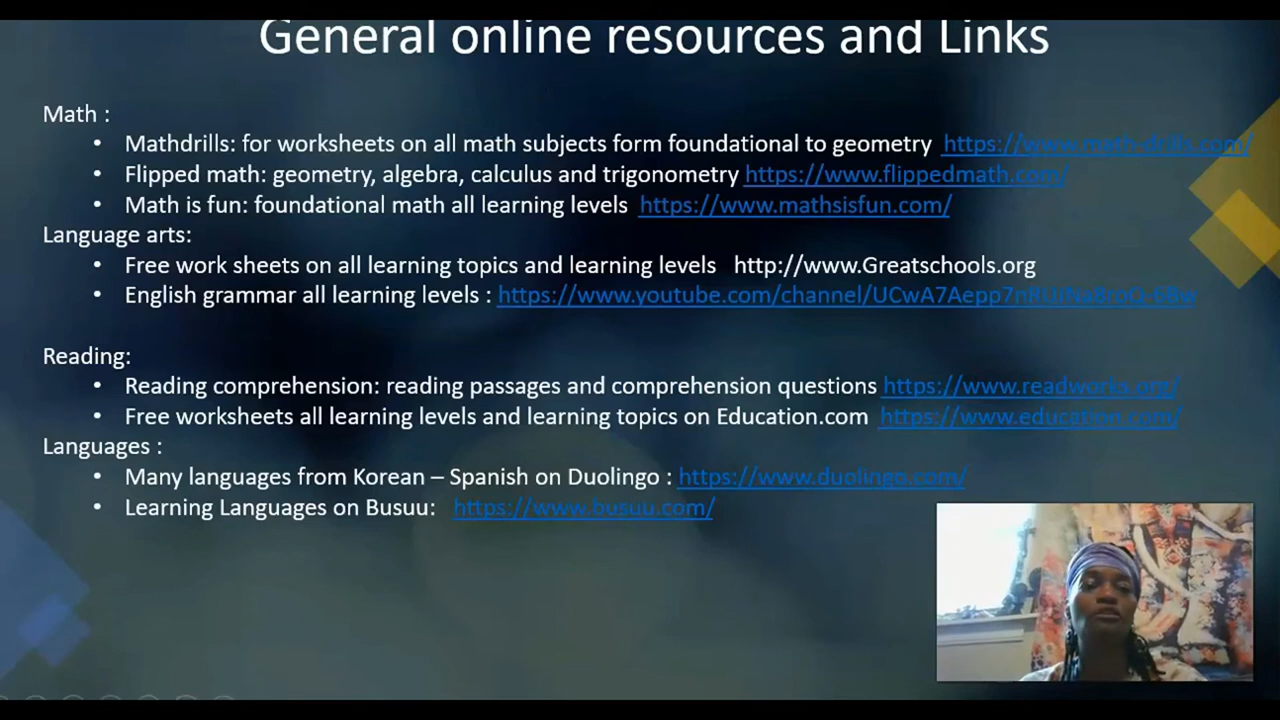 General online resources and Links
Math :
• Mathdrills: for worksheets on all math subjects form foundational to geometry https://www.math-drills.com/
• Flipped math: geometry, algebra, calculus and trigonometry https://www.flippedmath.com/
• Math is fun: foundational math all learning levels https://www.mathsisfun.com/
Language arts:
• Free work sheets on all learning topics and learning levels http://www.Greatschools.org
• English grammar all learning levels :
Reading:
• Reading comprehension: reading passages and comprehension questions https://www.readworks.org/
• Free worksheets all learning levels and learning topics on Education.com https://www.education.com/
Languages :
• Many languages from Korean – Spanish on Duolingo : https://www.duolingo.com/
• Learning Languages on Busuu: https://www.busuu.com/